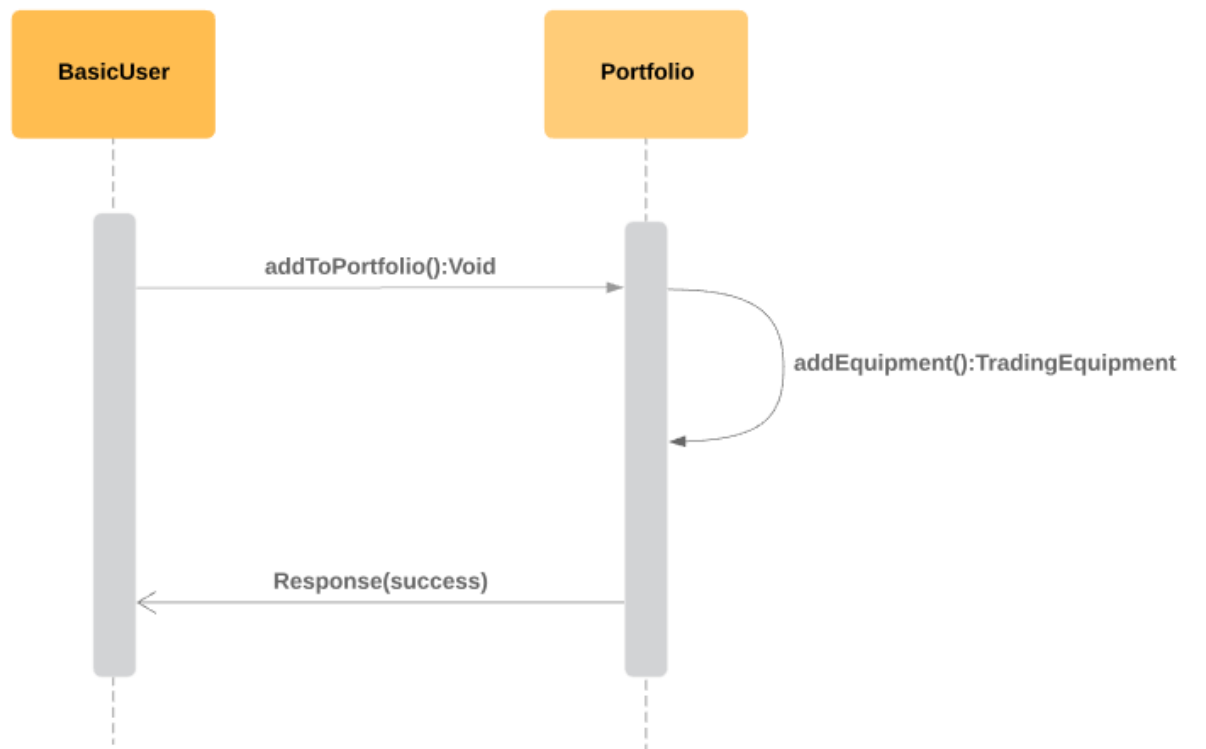 BasicUser
Portfolio
addToPortfolio():Void
addEquipment():TradingEquipment
Response(success)